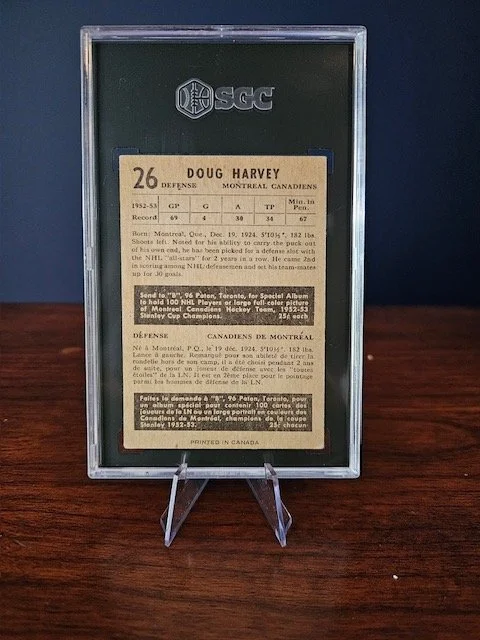 SGC
26 DOUG HARVEY
DEFENSE MONTREAL CANADIENS
1952-53 GP G A TP Min. in Pen.
Record 69 4 30 34 67
Born: Montreal, Que., Dec. 19, 1924. 5'10½". 182 lbs.
Shoots left. Noted for his ability to carry the puck out
of his own end, he has been picked for a defense slot with
the NHL "all-stars" for 2 years in a row. He came 2nd
in scoring among NHL defensemen and set his team-mates
up for 30 goals.
Send to "B", 96 Paton, Toronto, for Special Album
to hold 100 NHL Players or large full-color picture
of Montreal Canadiens Hockey Team, 1952-53
Stanley Cup Champions. 25¢ each
DÉFENSE CANADIENS DE MONTRÉAL
Né à Montréal, P.Q., le 19 déc. 1924. 5'10½". 182 lbs.
Lance à gauche. Remarqué pour son habileté de tirer la
rondelle hors de son camp, il a été choisi pendant 2 ans
de suite, pour un joueur de défense avec les "toutes
étoiles" de la LN. Il est en 2ème place pour le pointage
parmi les hommes de défense de la LN.
Faites la demande à "B", 96 Paton, Toronto, pour
un album spécial pour contenir 100 cartes des
joueurs de la LN ou un large portrait en couleurs des
Canadiens de Montréal, champions de la coupe
Stanley 1952-53. 25¢ chacun
PRINTED IN CANADA